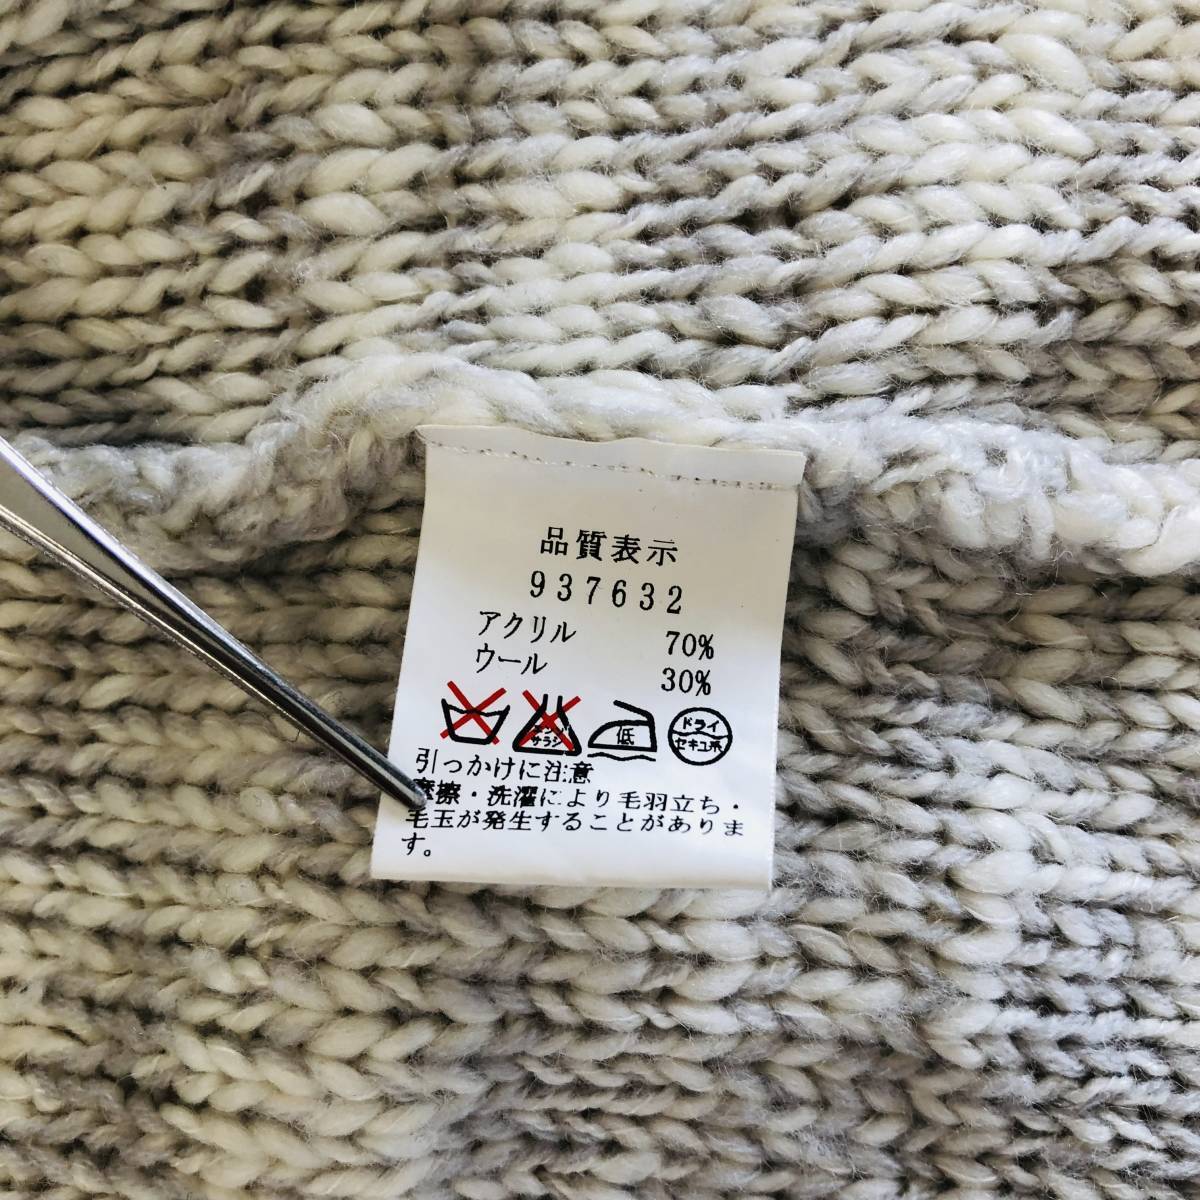 品質表示
937632
アクリル 70%
ウール 30%
サラシ 低 ドライ
セキユ系
引っかけに注意
摩擦・洗濯により毛羽立ち・
毛玉が発生することがありま
す。